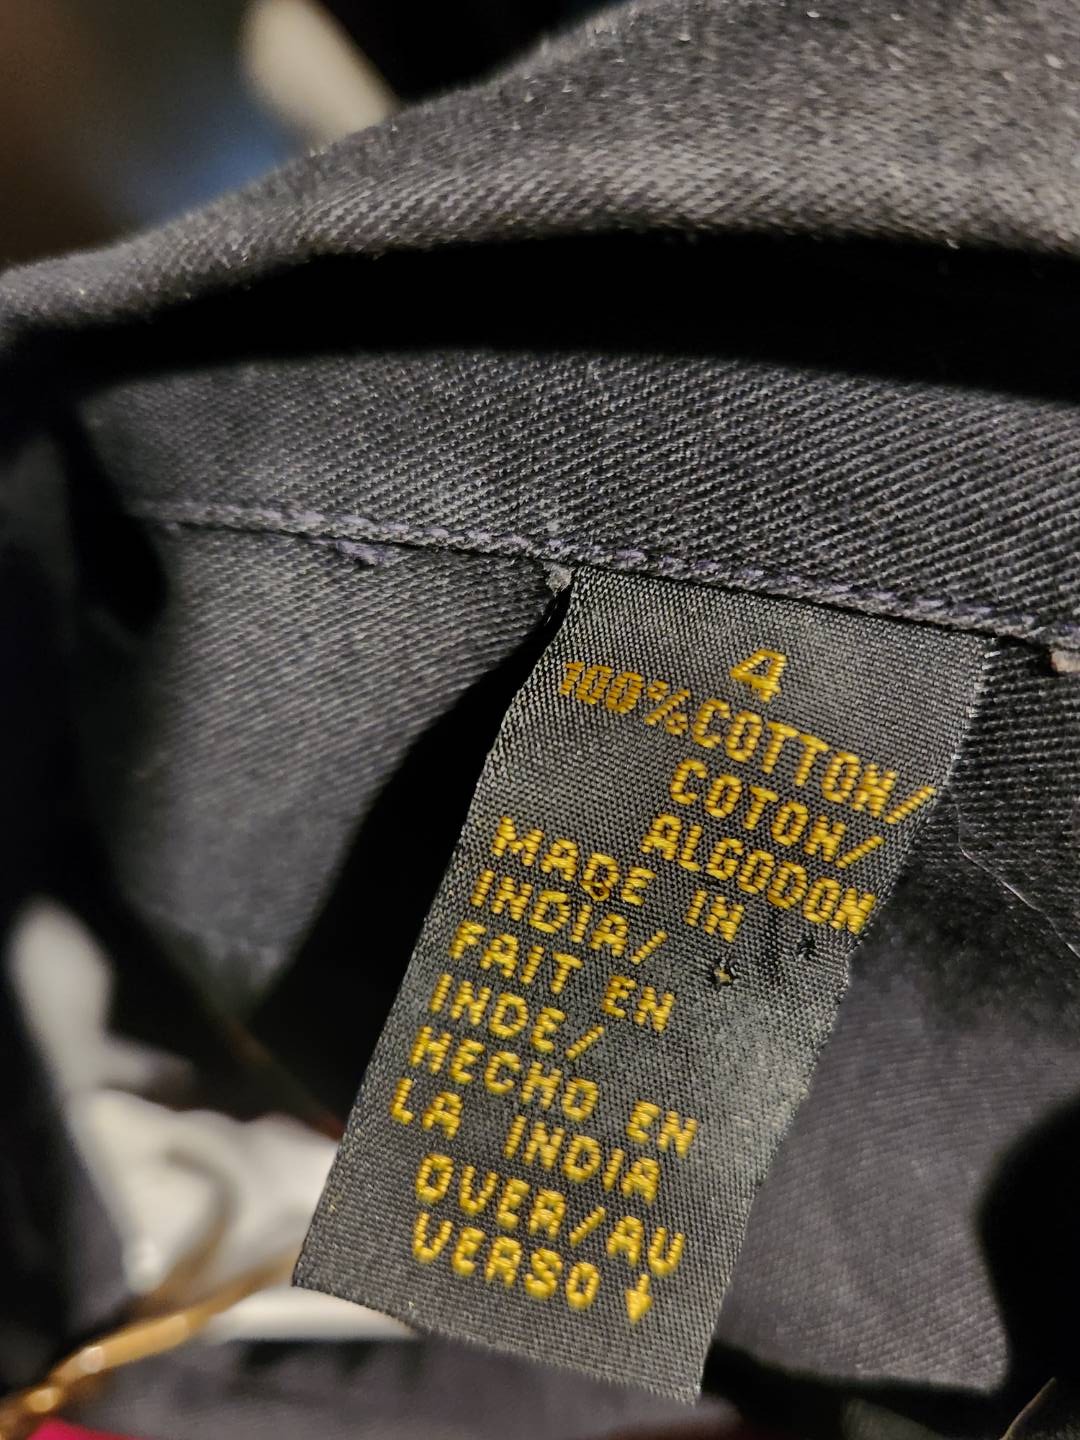 4
100%COTTON/
COTON/
ALGODON
MADE IN
INDIA/
FAIT EN
INDE/
HECHO EN
LA INDIA
OVER/AU
VERSO↓